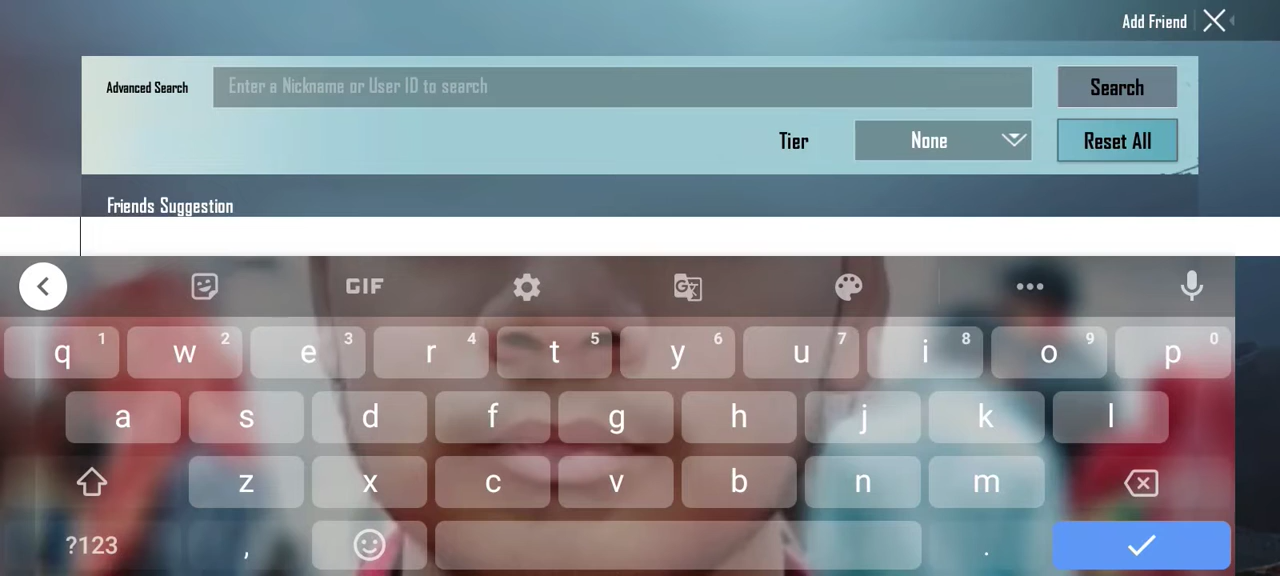 Add Friend
Advanced Search
Enter a Nickname or User ID to search
Search
Tier
None
Reset All
Friends Suggestion
GIF
G
q 1 w 2 e 3 r 4 t 5 y 6 u 7 i 8 o 9 p 0
a s d f g h j k l
z x c v b n m
?123 , .